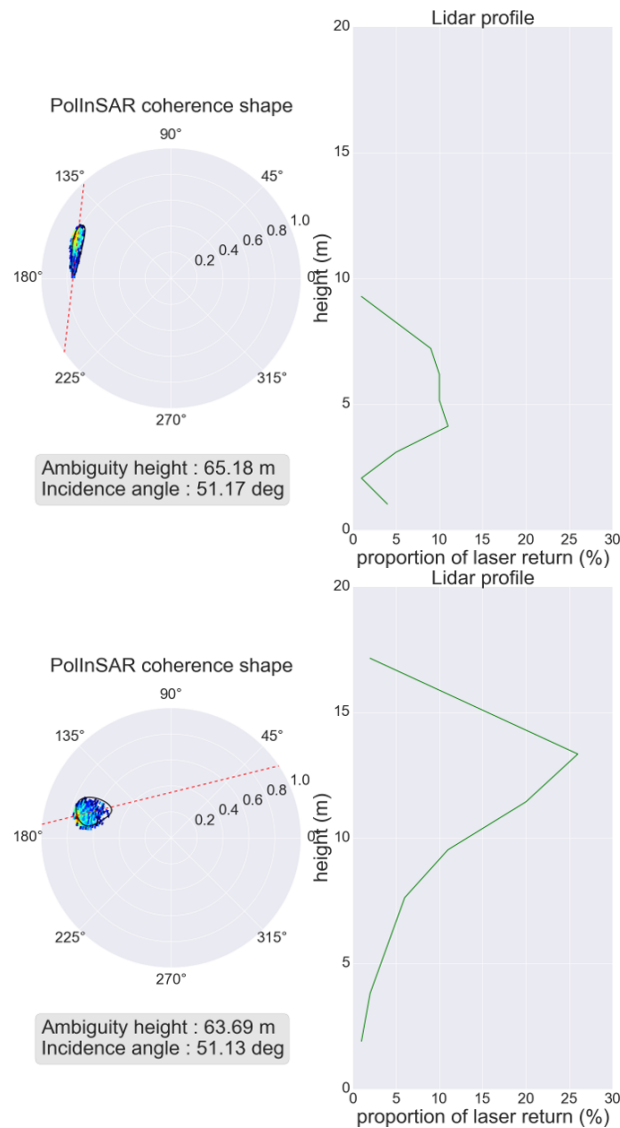 Lidar profile
20
15
10
5
0
height (m)
0 5 10 15 20 25 30
proportion of laser return (%)
PolInSAR coherence shape
90°
135° 45°
1.0
0.8
0.6
0.4
0.2
180° 0
225° 315°
270°
Ambiguity height : 65.18 m
Incidence angle : 51.17 deg
Lidar profile
20
15
10
5
0
height (m)
0 5 10 15 20 25 30
proportion of laser return (%)
PolInSAR coherence shape
90°
135° 45°
1.0
0.8
0.6
0.4
0.2
180° 0
225° 315°
270°
Ambiguity height : 63.69 m
Incidence angle : 51.13 deg